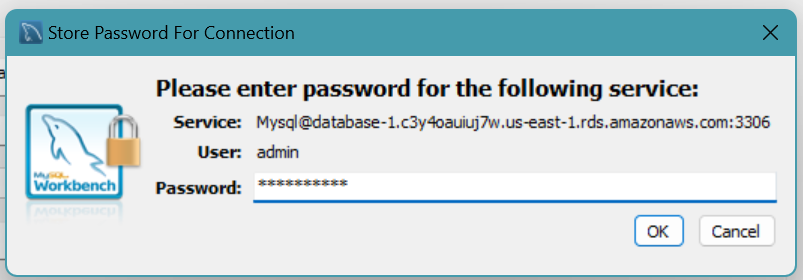 Store Password For Connection
Please enter password for the following service:
Service: Mysql@database-1.c3y4oauiuj7w.us-east-1.rds.amazonaws.com:3306
User: admin
Password: **********
MySQL
Workbench
OK Cancel